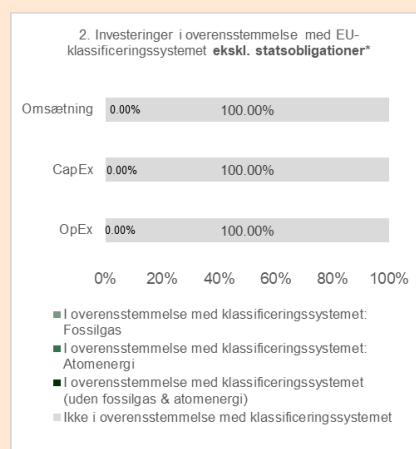 2. Investeringer i overensstemmelse med EU-
klassificeringssystemet ekskl. statsobligationer*
Omsætning 0.00% 100.00%
CapEx 0.00% 100.00%
OpEx 0.00% 100.00%
0% 20% 40% 60% 80% 100%
I overensstemmelse med klassificeringssystemet:
Fossilgas
I overensstemmelse med klassificeringssystemet:
Atomenergi
I overensstemmelse med klassificeringssystemet
(uden fossilgas & atomenergi)
Ikke i overensstemmelse med klassificeringssystemet